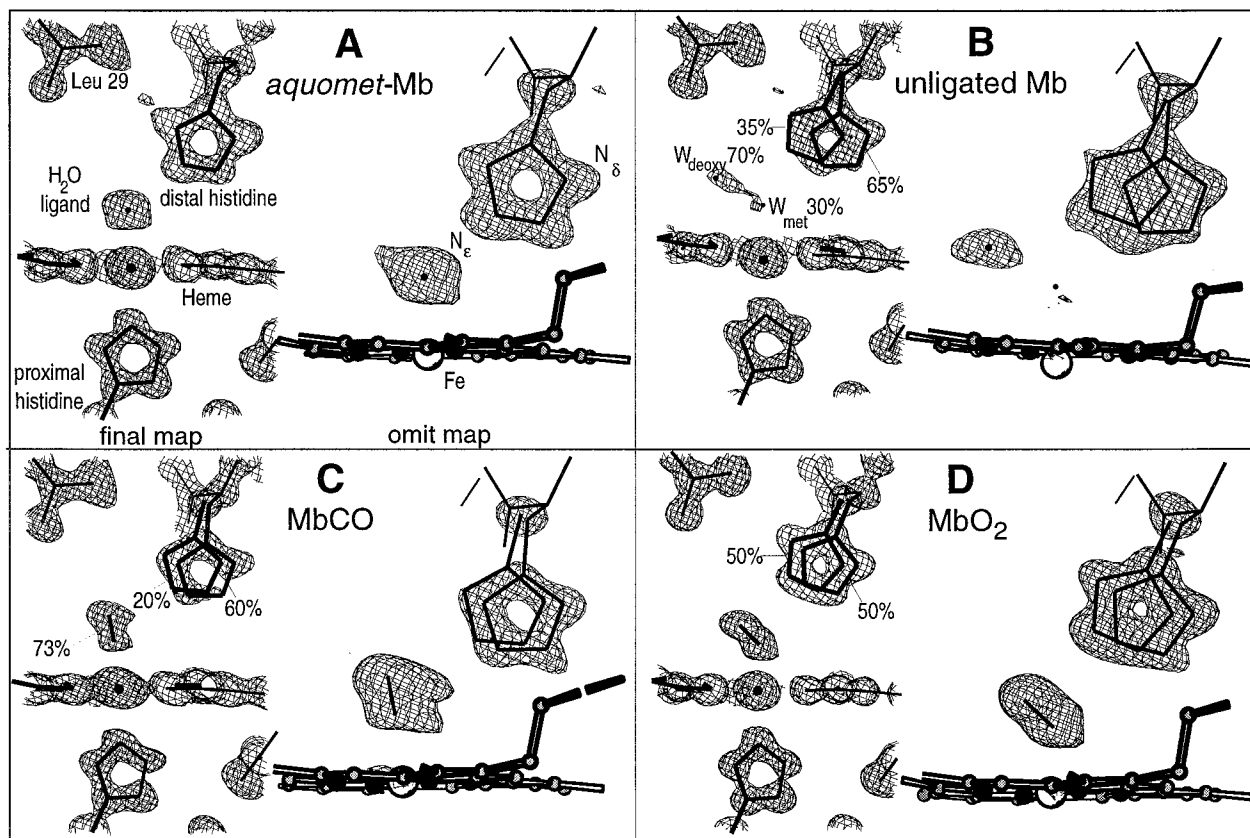 A
aquomet-Mb
Leu 29
H2O
ligand
distal histidine
Nδ
Nε
Heme
proximal
histidine
Fe
final map
omit map
B
unligated Mb
35%
Wdeoxy 70%
65%
Wmet 30%
C
MbCO
20%
60%
73%
D
MbO2
50%
50%